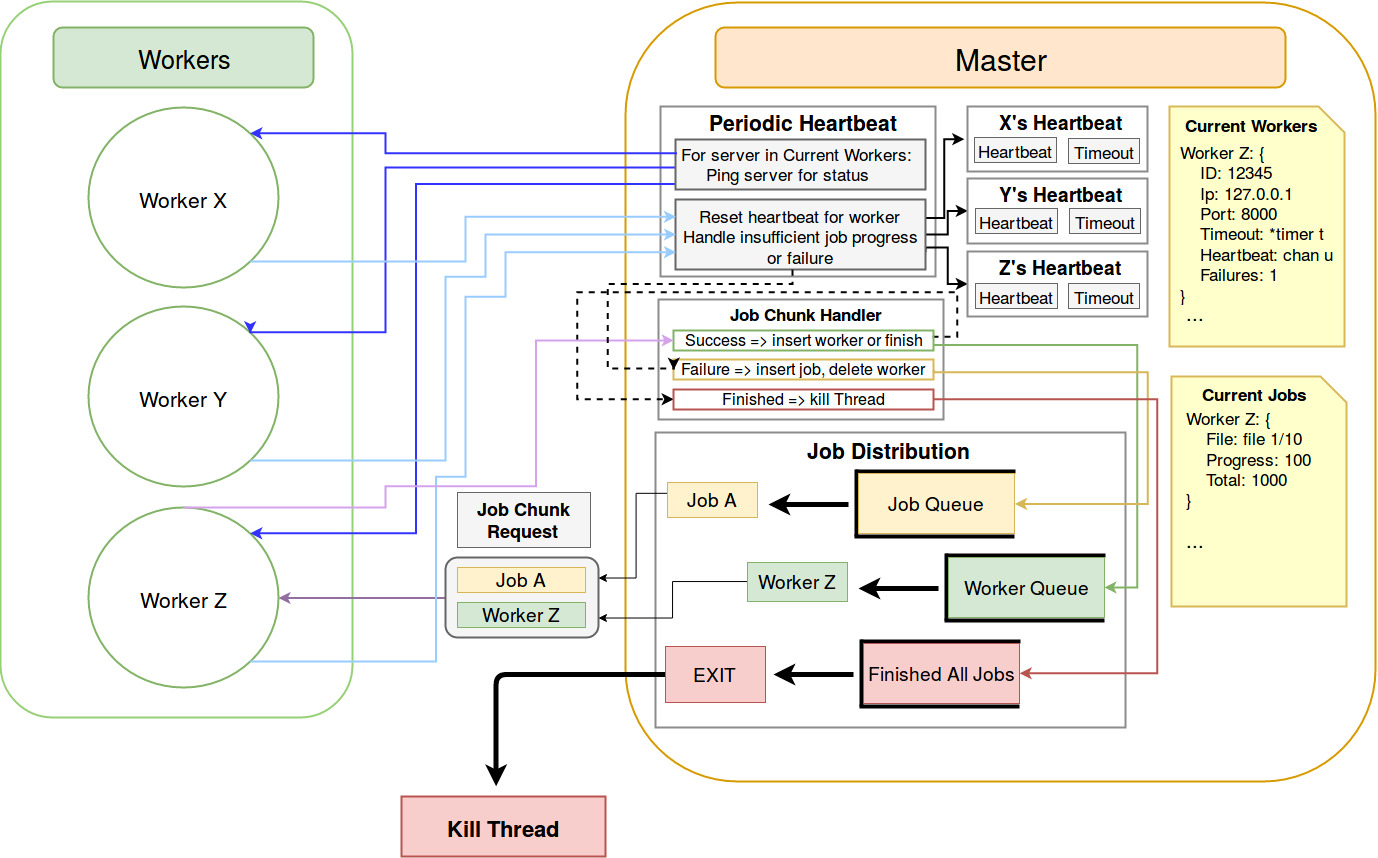 Workers
Worker X
Worker Y
Worker Z
Job Chunk
Request
Job A
Worker Z
Kill Thread
Master
Periodic Heartbeat
For server in Current Workers:
Ping server for status
Reset heartbeat for worker
Handle insufficient job progress
or failure
X's Heartbeat
Heartbeat
Timeout
Y's Heartbeat
Heartbeat
Timeout
Z's Heartbeat
Heartbeat
Timeout
Job Chunk Handler
Success => insert worker or finish
Failure => insert job, delete worker
Finished => kill Thread
Job Distribution
Job A
Job Queue
Worker Z
Worker Queue
EXIT
Finished All Jobs
Current Workers
Worker Z: {
ID: 12345
Ip: 127.0.0.1
Port: 8000
Timeout: *timer t
Heartbeat: chan u
Failures: 1
}
...
Current Jobs
Worker Z: {
File: file 1/10
Progress: 100
Total: 1000
}
...